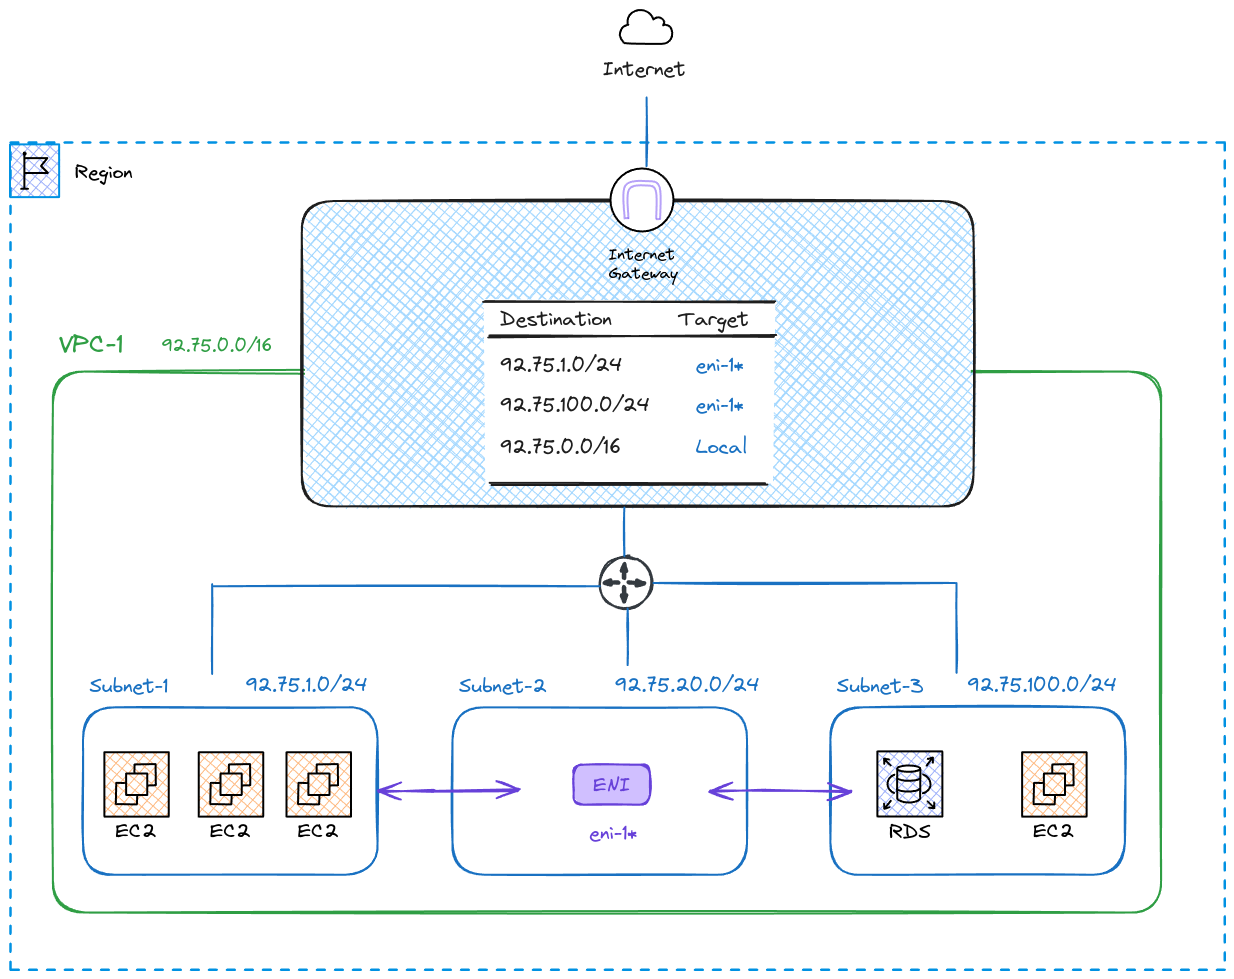 Internet
Region
Internet
Gateway
Destination Target
92.75.1.0/24 eni-1*
92.75.100.0/24 eni-1*
92.75.0.0/16 Local
VPC-1 92.75.0.0/16
Subnet-1 92.75.1.0/24
Subnet-2 92.75.20.0/24
Subnet-3 92.75.100.0/24
ENI
eni-1*
EC2 EC2 EC2
RDS EC2